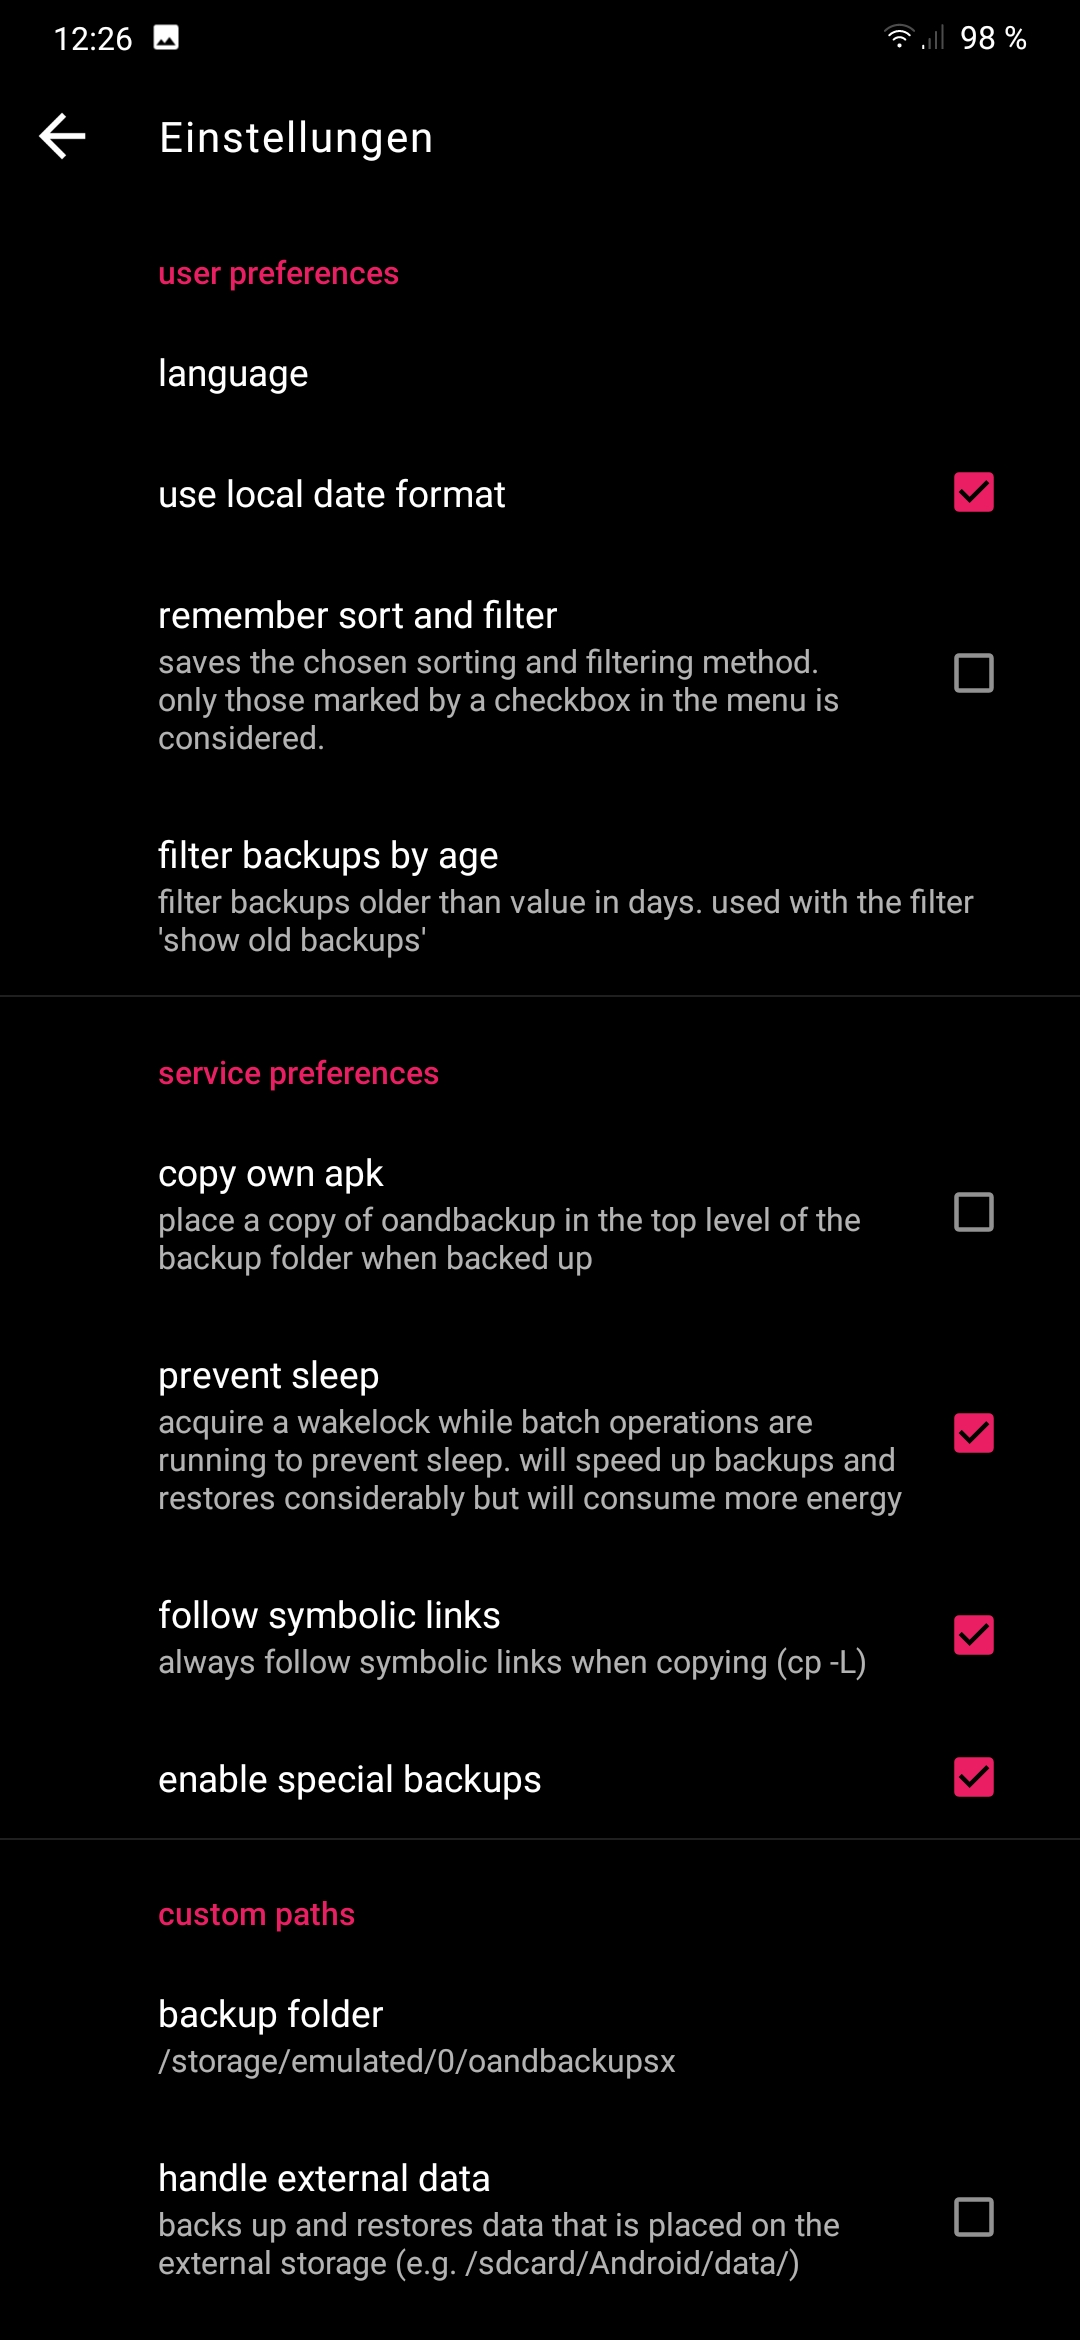 12:26
98 %
Einstellungen
user preferences
language
use local date format
remember sort and filter
saves the chosen sorting and filtering method.
only those marked by a checkbox in the menu is
considered.
filter backups by age
filter backups older than value in days. used with the filter
'show old backups'
service preferences
copy own apk
place a copy of oandbackup in the top level of the
backup folder when backed up
prevent sleep
acquire a wakelock while batch operations are
running to prevent sleep. will speed up backups and
restores considerably but will consume more energy
follow symbolic links
always follow symbolic links when copying (cp -L)
enable special backups
custom paths
backup folder
/storage/emulated/0/oandbackupsx
handle external data
backs up and restores data that is placed on the
external storage (e.g. /sdcard/Android/data/)